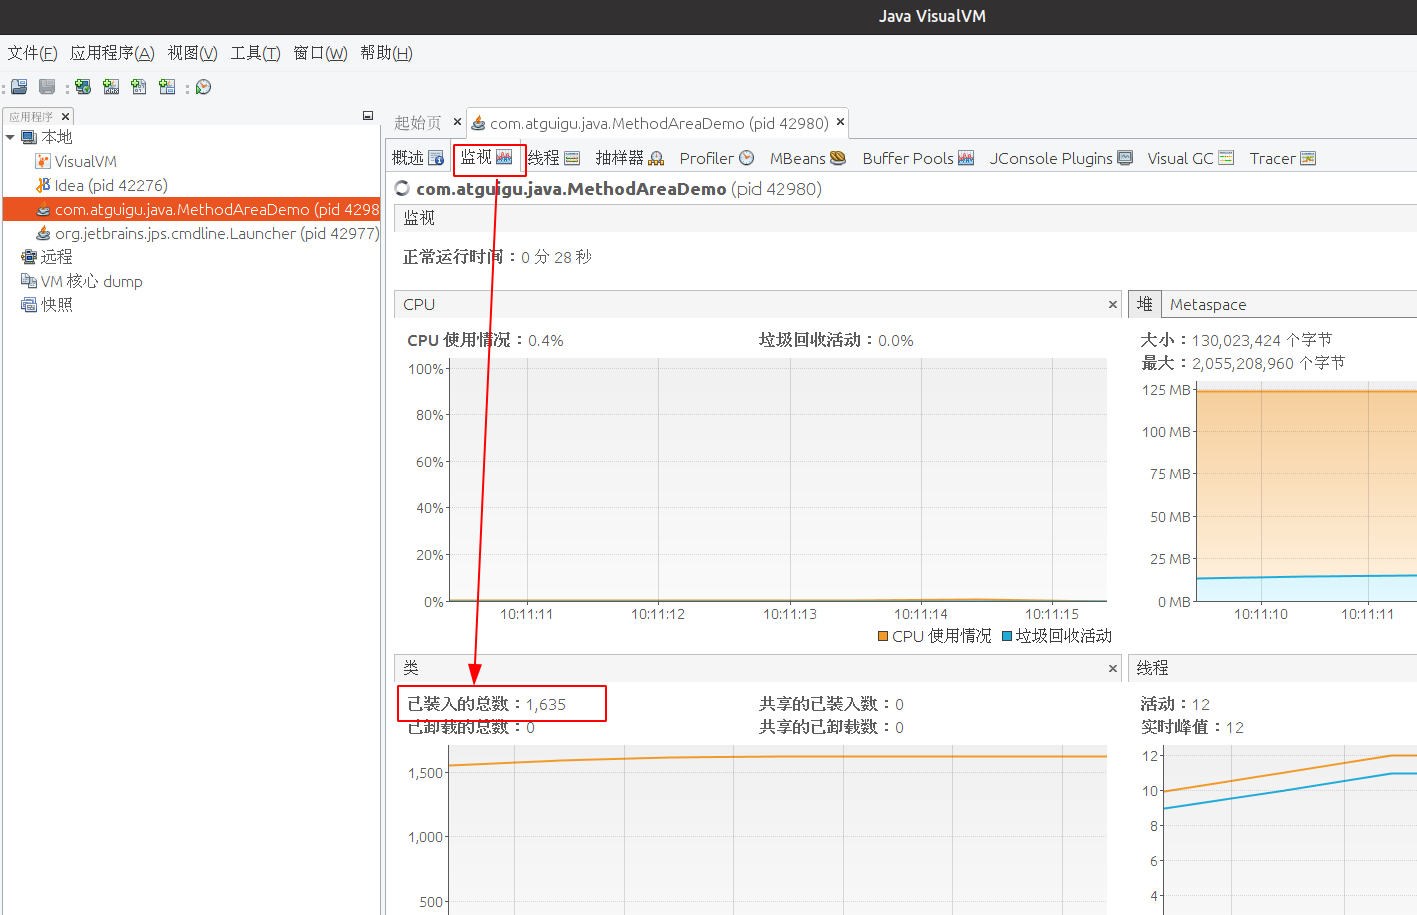 Java VisualVM
文件(F) 应用程序(A) 视图(V) 工具(T) 窗口(W) 帮助(H)
应用程序
本地
VisualVM
Idea (pid 42276)
com.atguigu.java.MethodAreaDemo (pid 4298
org.jetbrains.jps.cmdline.Launcher (pid 42977)
远程
VM 核心 dump
快照
起始页 com.atguigu.java.MethodAreaDemo (pid 42980)
概述 监视 线程 抽样器 Profiler MBeans Buffer Pools JConsole Plugins Visual GC Tracer
com.atguigu.java.MethodAreaDemo (pid 42980)
监视
正常运行时间：0 分 28 秒
CPU
CPU 使用情况：0.4% 垃圾回收活动：0.0%
100%
80%
60%
40%
20%
0%
10:11:11 10:11:12 10:11:13 10:11:14 10:11:15
CPU 使用情况 垃圾回收活动
堆 Metaspace
大小：130,023,424 个字节
最大：2,055,208,960 个字节
125 MB
100 MB
75 MB
50 MB
25 MB
0 MB
10:11:10 10:11:11
类
已装入的总数：1,635 共享的已装入数：0
已卸载的总数：0 共享的已卸载数：0
1,500
1,000
500
线程
活动：12
实时峰值：12
12
10
8
6
4